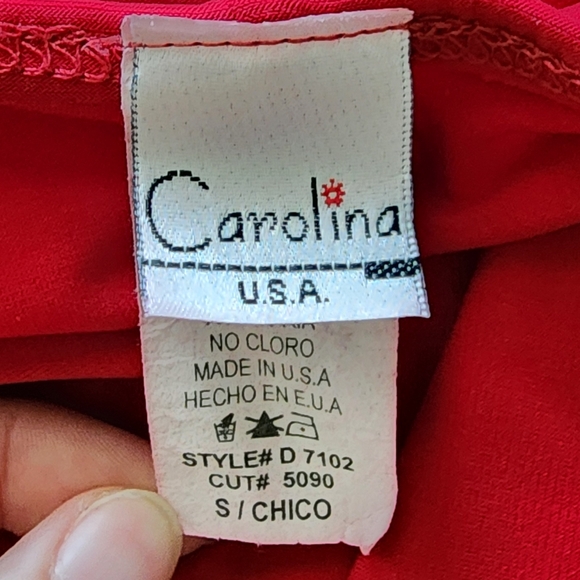 Carolina
U.S.A.
NO CLORO
MADE IN U.S.A
HECHO EN E.U.A
STYLE# D 7102
CUT# 5090
S / CHICO